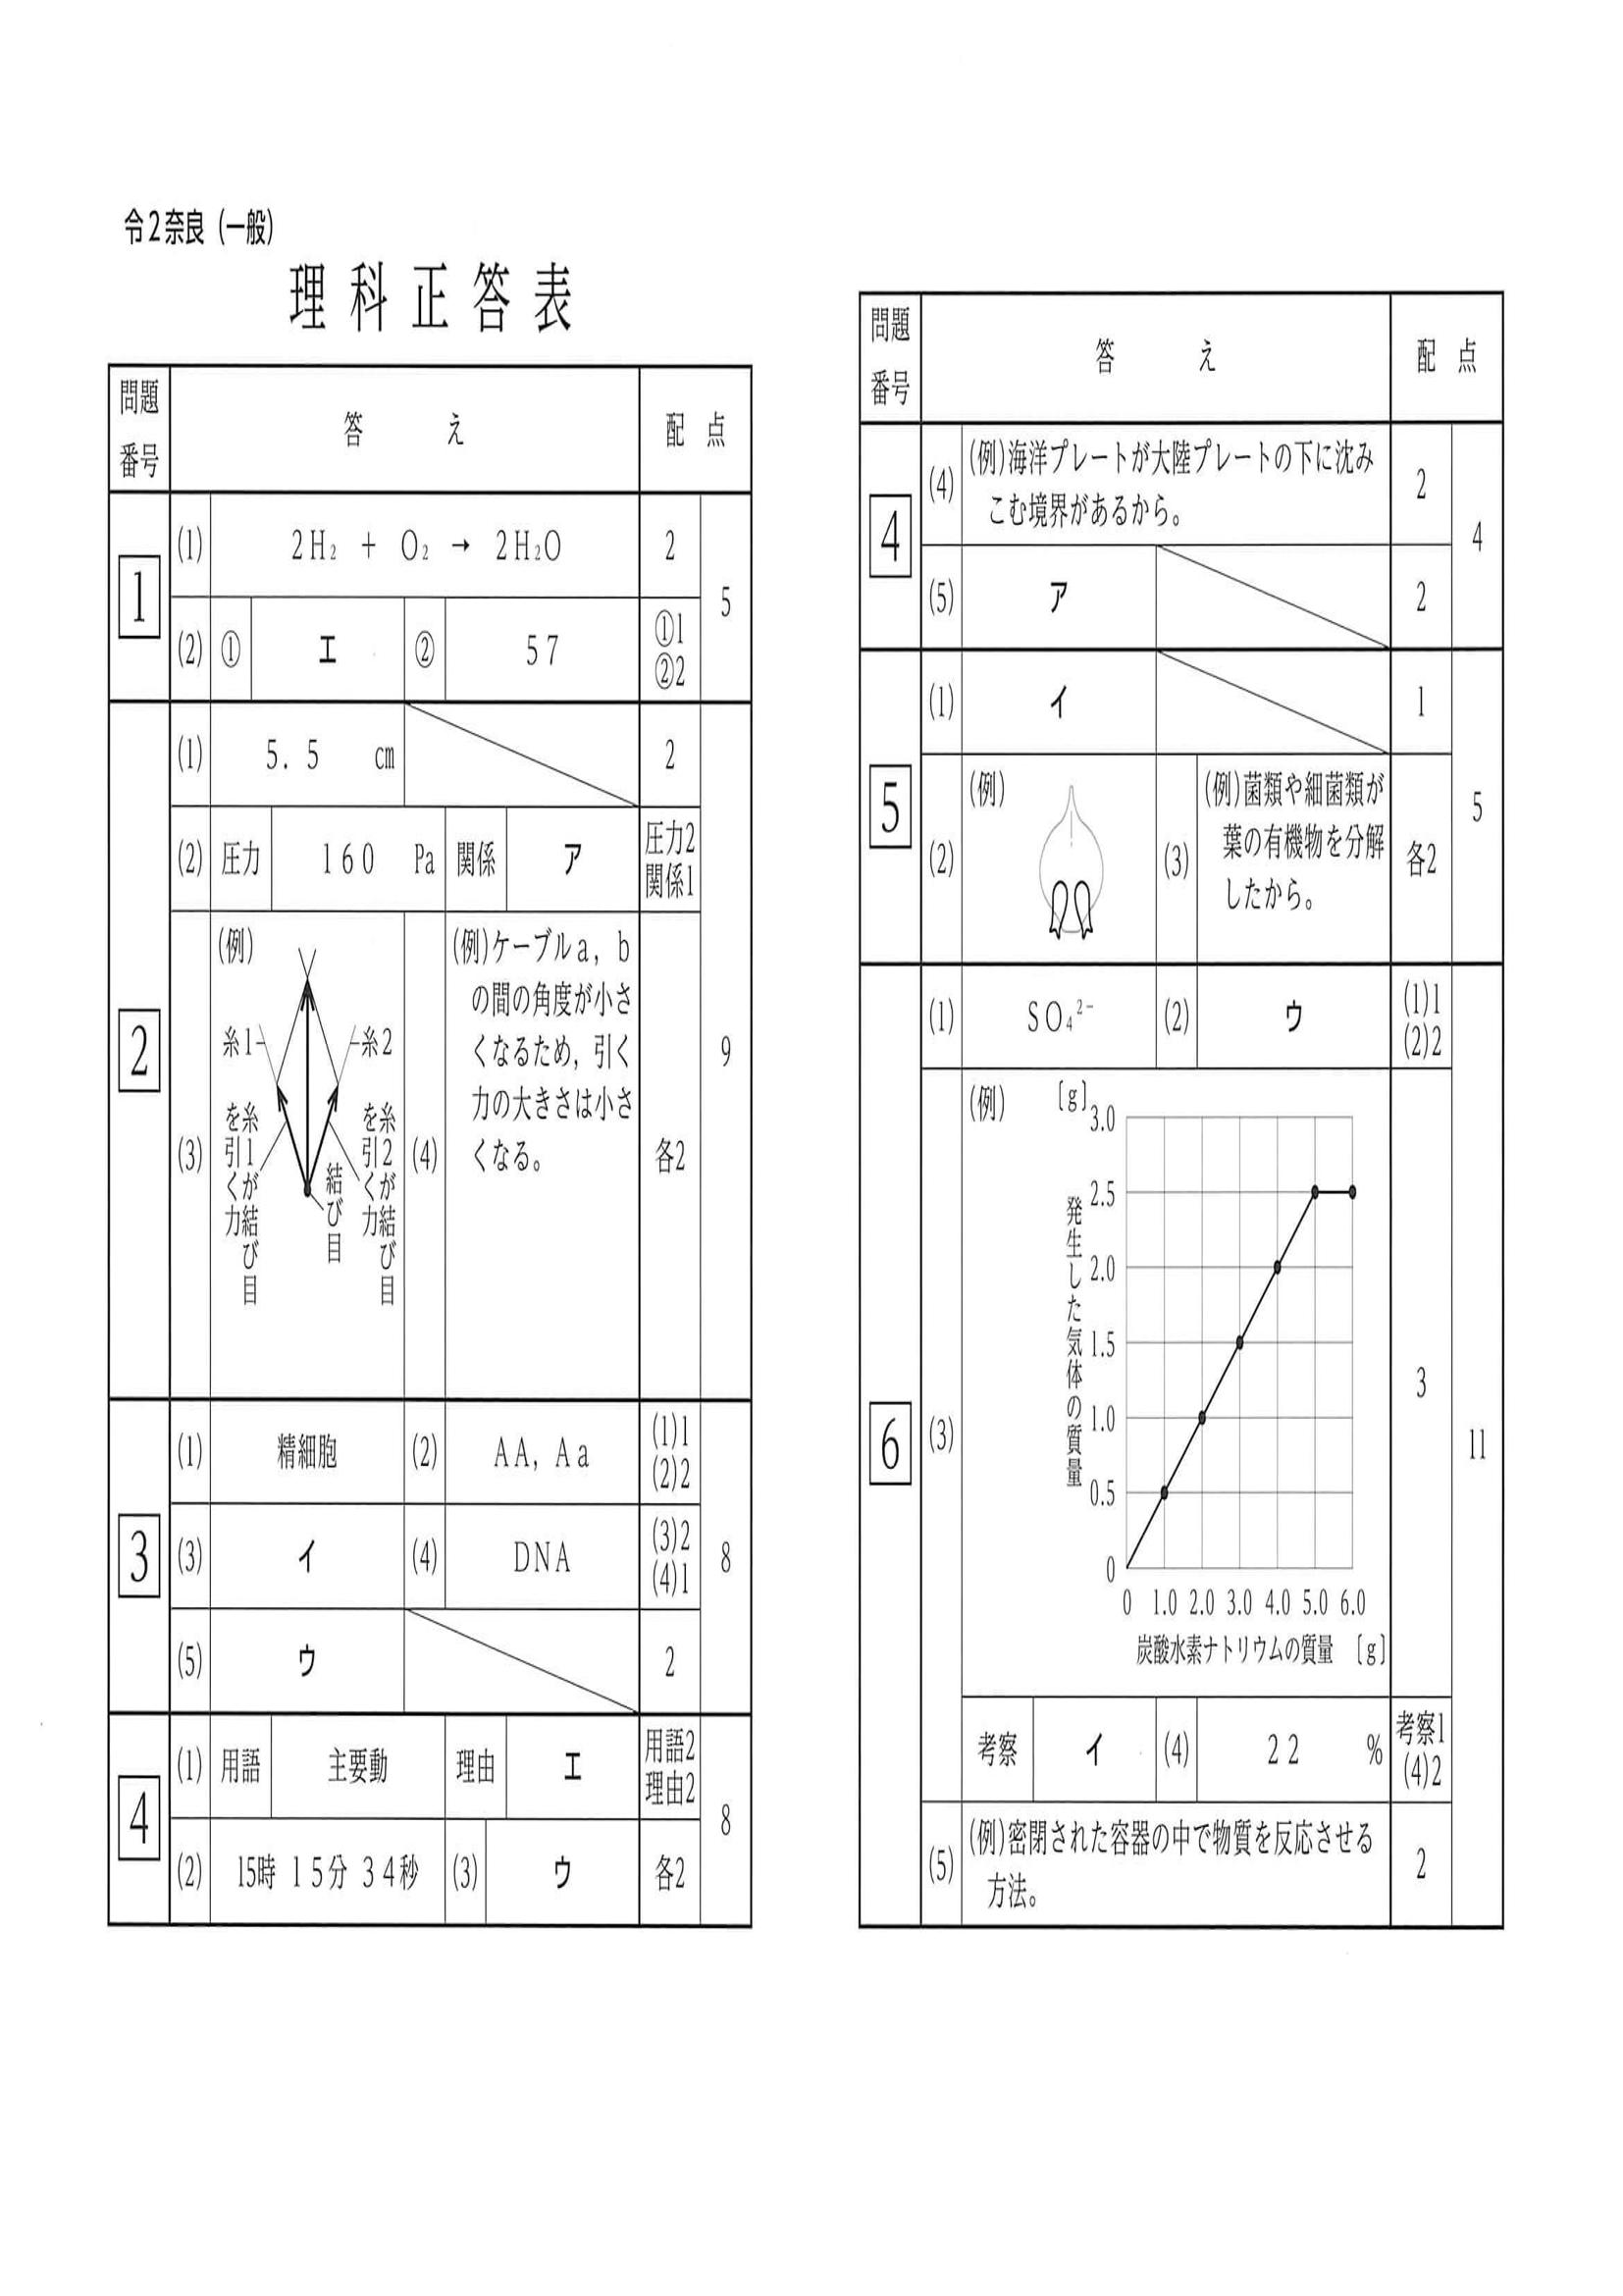 令2奈良（一般）
理科正答表
問題番号 答え 配点
1
(1) 2H₂ + O₂ → 2H₂O 2
(2) ① エ ② 57 ①1 ②2
5
2
(1) 5.5 cm 2
(2) 圧力 160 Pa 関係 ア 圧力2 関係1
(3) (例)
糸1
糸2
糸1が結び目を引く力
結び目
糸2が結び目を引く力
(4) (例)ケーブルa，b
の間の角度が小さ
くなるため，引く
力の大きさは小さ
くなる。
各2
9
3
(1) 精細胞 (2) AA，Aa (1)1 (2)2
(3) イ (4) DNA (3)2 (4)1
(5) ウ 2
8
4
(1) 用語 主要動 理由 エ 用語2 理由2
(2) 15時 15分 34秒 (3) ウ 各2
8
問題番号 答え 配点
4
(4) (例)海洋プレートが大陸プレートの下に沈み
こむ境界があるから。
2
(5) ア 2
4
5
(1) イ 1
(2) (例)
(3) (例)菌類や細菌類が
葉の有機物を分解
したから。
各2
5
6
(1) SO₄²⁻ (2) ウ (1)1 (2)2
(3) (例)
〔g〕
3.0
2.5
2.0
1.5
1.0
0.5
0
発生した気体の質量
0 1.0 2.0 3.0 4.0 5.0 6.0
炭酸水素ナトリウムの質量 〔g〕
3
考察 イ (4) 22 % 考察1 (4)2
(5) (例)密閉された容器の中で物質を反応させる
方法。
2
11